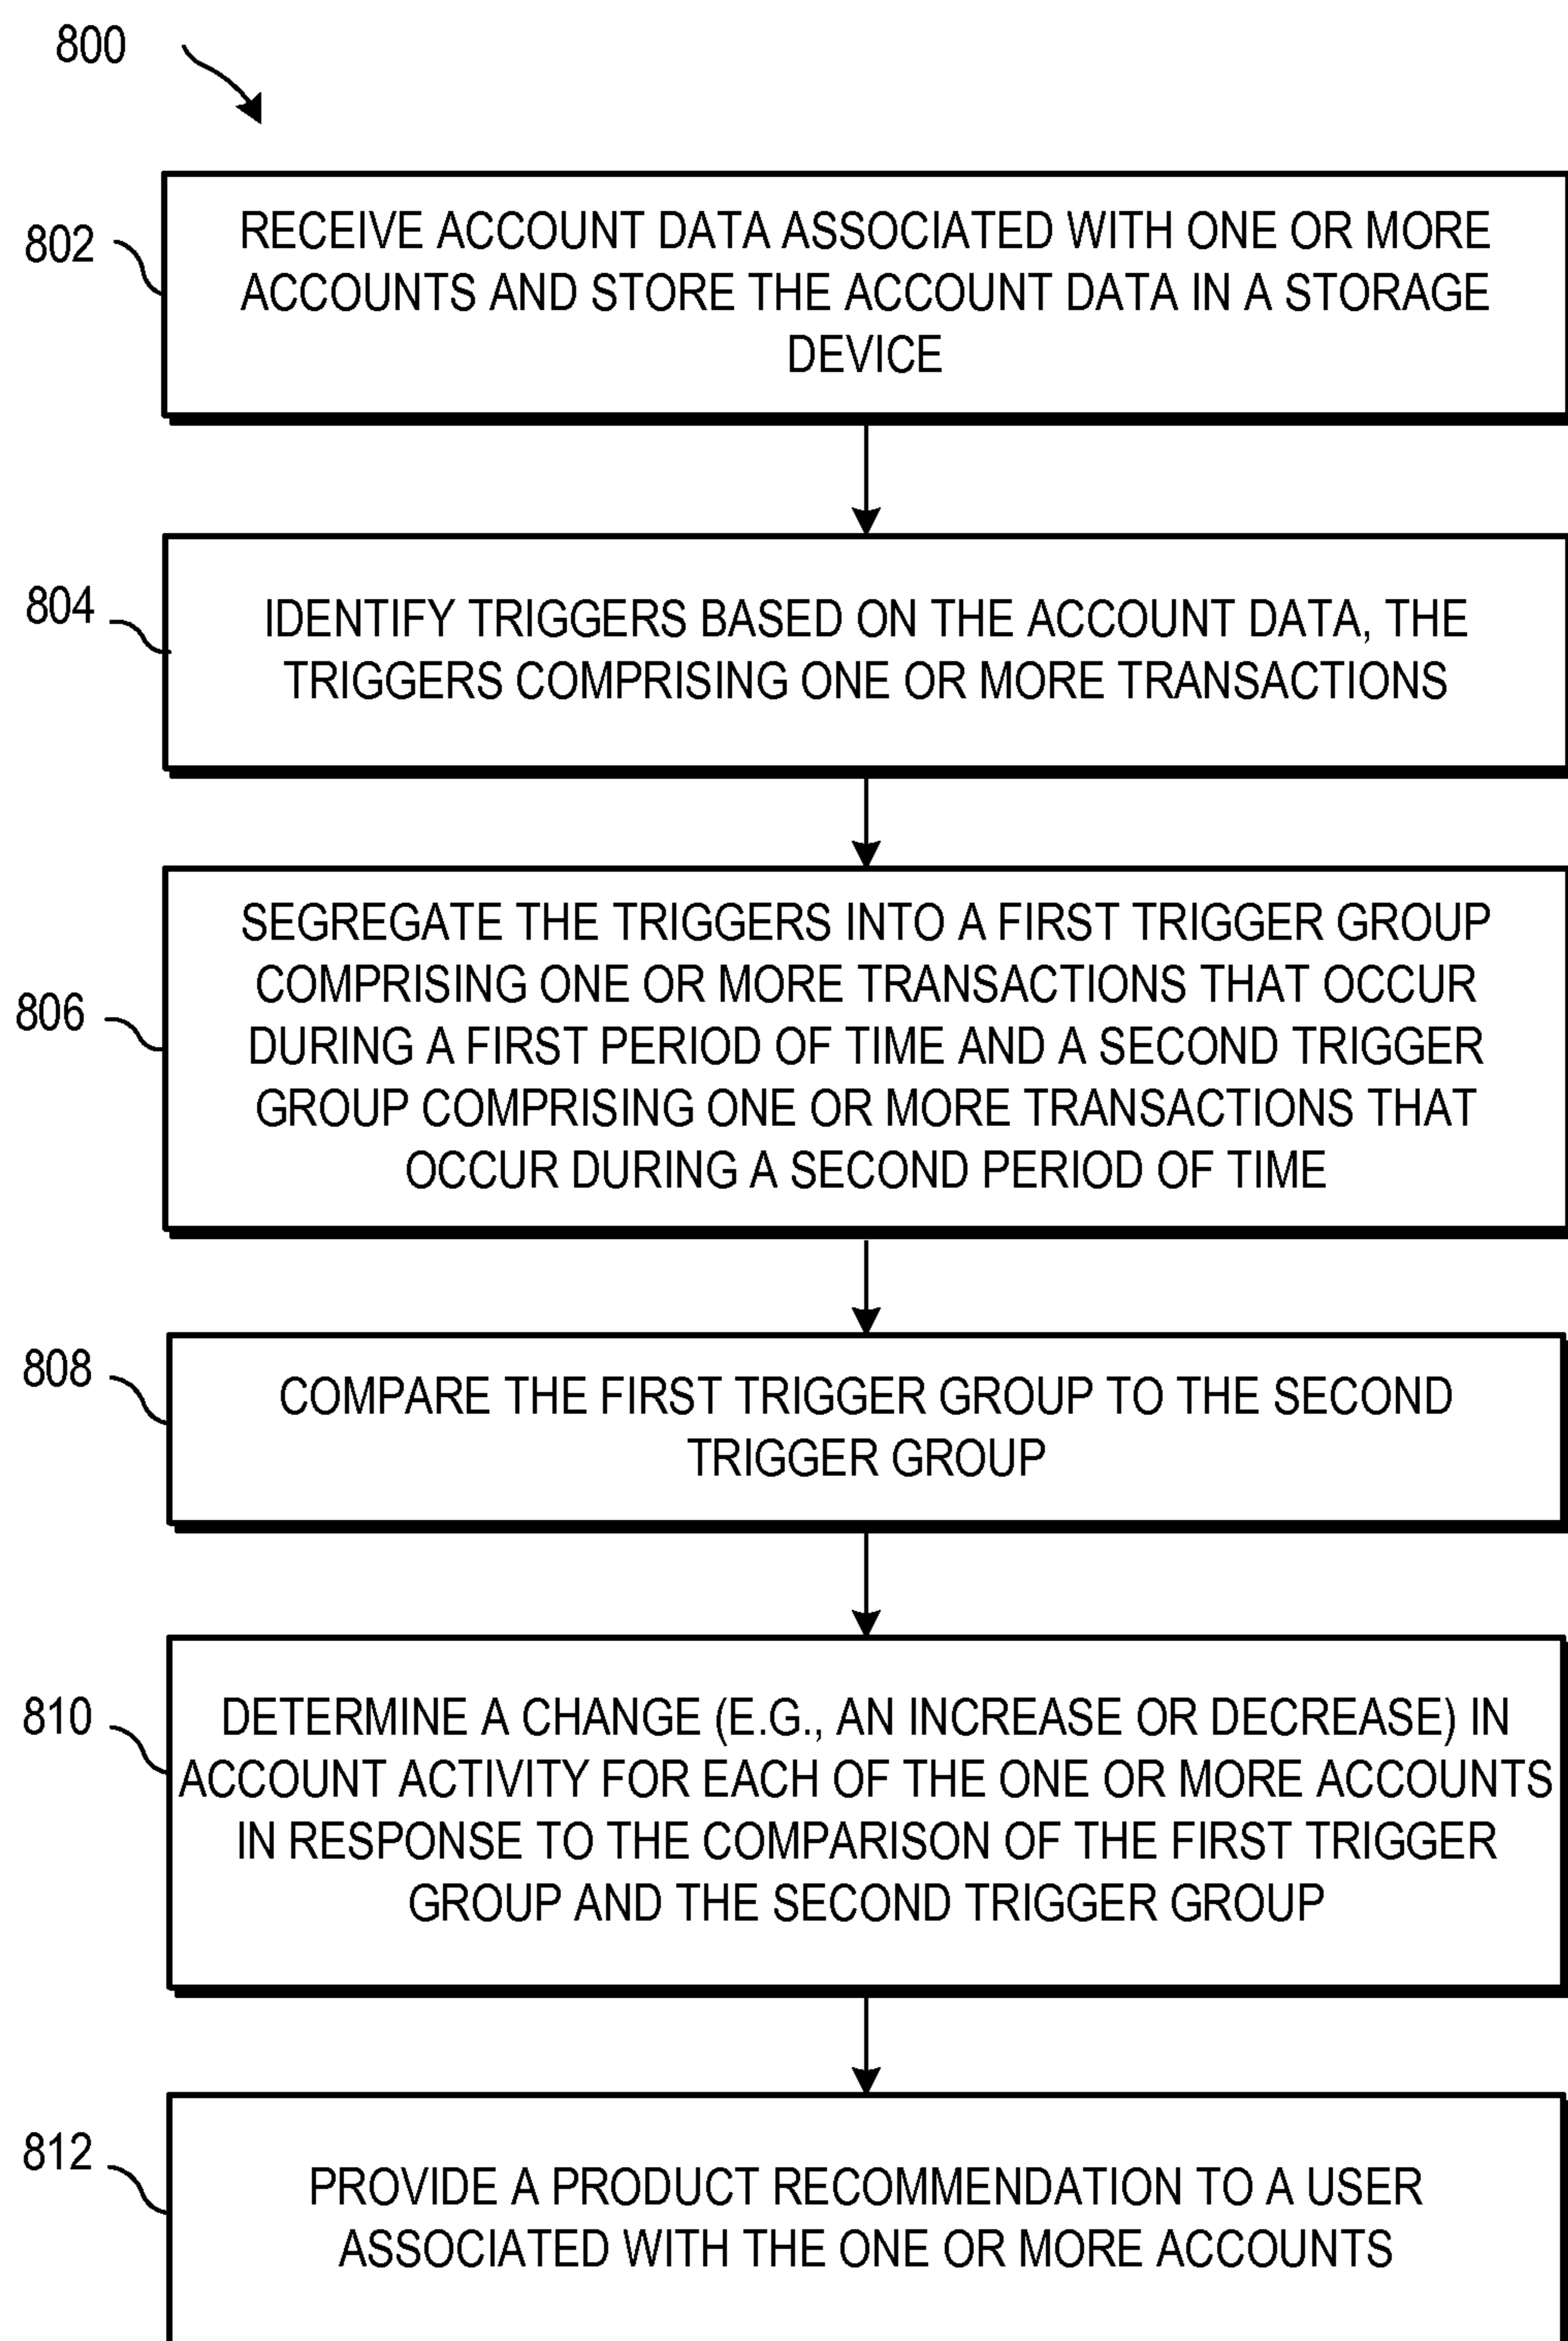 800
802
RECEIVE ACCOUNT DATA ASSOCIATED WITH ONE OR MORE
ACCOUNTS AND STORE THE ACCOUNT DATA IN A STORAGE
DEVICE
804
IDENTIFY TRIGGERS BASED ON THE ACCOUNT DATA, THE
TRIGGERS COMPRISING ONE OR MORE TRANSACTIONS
806
SEGREGATE THE TRIGGERS INTO A FIRST TRIGGER GROUP
COMPRISING ONE OR MORE TRANSACTIONS THAT OCCUR
DURING A FIRST PERIOD OF TIME AND A SECOND TRIGGER
GROUP COMPRISING ONE OR MORE TRANSACTIONS THAT
OCCUR DURING A SECOND PERIOD OF TIME
808
COMPARE THE FIRST TRIGGER GROUP TO THE SECOND
TRIGGER GROUP
810
DETERMINE A CHANGE (E.G., AN INCREASE OR DECREASE) IN
ACCOUNT ACTIVITY FOR EACH OF THE ONE OR MORE ACCOUNTS
IN RESPONSE TO THE COMPARISON OF THE FIRST TRIGGER
GROUP AND THE SECOND TRIGGER GROUP
812
PROVIDE A PRODUCT RECOMMENDATION TO A USER
ASSOCIATED WITH THE ONE OR MORE ACCOUNTS